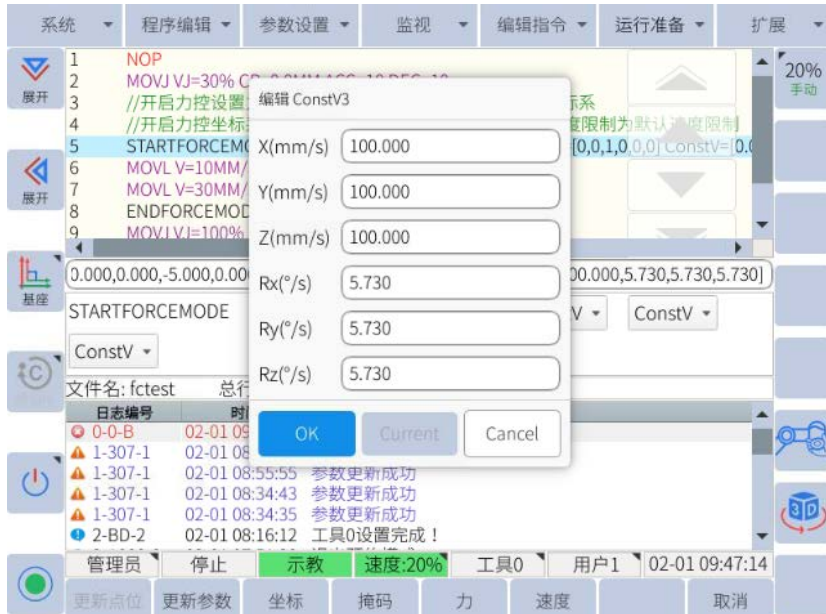 系统 程序编辑 参数设置 监视 编辑指令 运行准备 扩展
展开
展开
基座
1 NOP
2 MOVJ VJ=30%
3 //开启力控设置
4 //开启力控坐标 度限制为默认速度限制
5 STARTFORCEMO [0,0,1,0,0,0] ConstV=[0.0
6 MOVL V=10MM/
7 MOVL V=30MM/
8 ENDFORCEMOD
9 MOVJ VJ=100%
20%
手动
0.000,0.000,-5.000,0.00 00.000,5.730,5.730,5.730]
STARTFORCEMODE V ConstV
ConstV
文件名: fctest 总行
日志编号 时
0-0-B 02-01 09
1-307-1 02-01 08
1-307-1 02-01 08:55:55 参数更新成功
1-307-1 02-01 08:34:43 参数更新成功
1-307-1 02-01 08:34:35 参数更新成功
2-BD-2 02-01 08:16:12 工具0设置完成！
编辑 ConstV3
X(mm/s) 100.000
Y(mm/s) 100.000
Z(mm/s) 100.000
Rx(°/s) 5.730
Ry(°/s) 5.730
Rz(°/s) 5.730
OK Current Cancel
3D
管理员 停止 示教 速度:20% 工具0 用户1 02-01 09:47:14
更新点位 更新参数 坐标 掩码 力 速度 取消